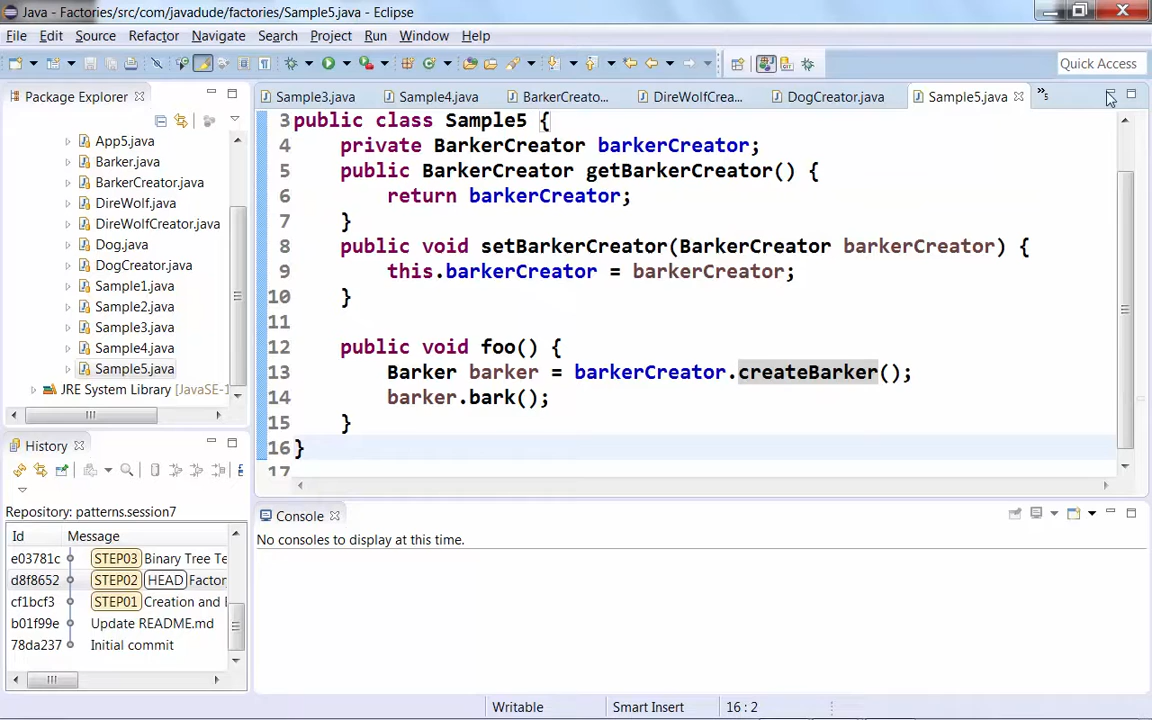 Java - Factories/src/com/javadude/factories/Sample5.java - Eclipse
File Edit Source Refactor Navigate Search Project Run Window Help
Quick Access
Package Explorer
Sample3.java Sample4.java BarkerCreato... DireWolfCrea... DogCreator.java Sample5.java »5
App5.java
Barker.java
BarkerCreator.java
DireWolf.java
DireWolfCreator.java
Dog.java
DogCreator.java
Sample1.java
Sample2.java
Sample3.java
Sample4.java
Sample5.java
JRE System Library [JavaSE-1
3 public class Sample5 {
4 private BarkerCreator barkerCreator;
5 public BarkerCreator getBarkerCreator() {
6 return barkerCreator;
7 }
8 public void setBarkerCreator(BarkerCreator barkerCreator) {
9 this.barkerCreator = barkerCreator;
10 }
11
12 public void foo() {
13 Barker barker = barkerCreator.createBarker();
14 barker.bark();
15 }
16 }
17
History
Repository: patterns.session7
Id Message
e03781c STEP03 Binary Tree Te
d8f8652 STEP02 HEAD Factor
cf1bcf3 STEP01 Creation and
b01f99e Update README.md
78da237 Initial commit
Console
No consoles to display at this time.
Writable Smart Insert 16 : 2